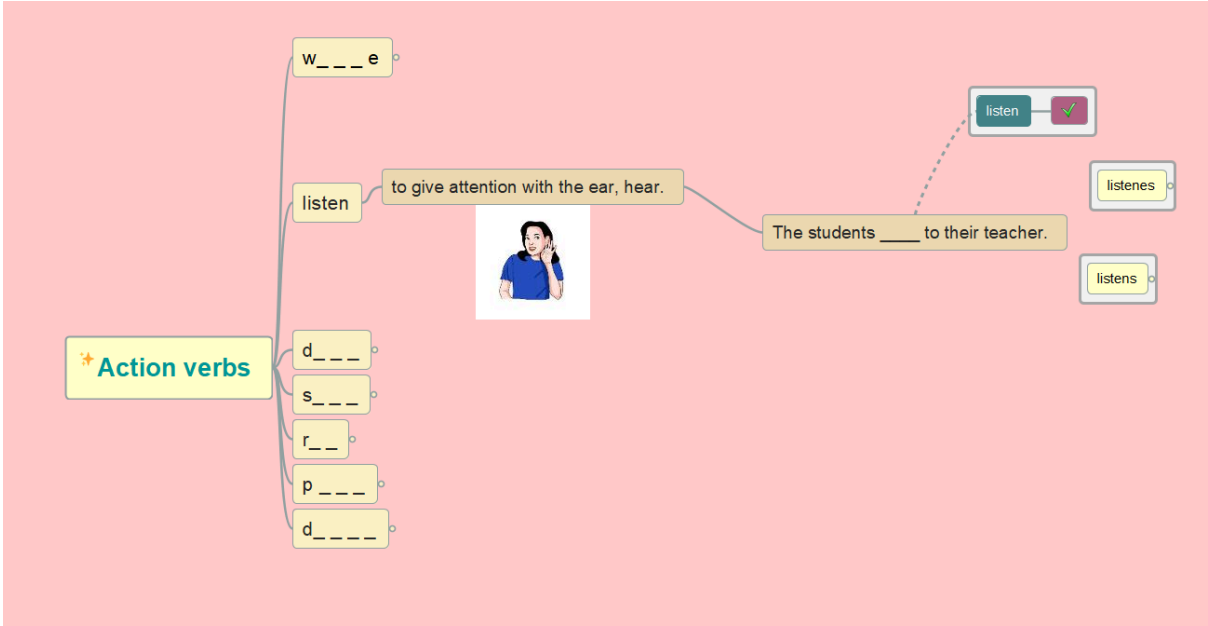 w_ _ _ e
listen
to give attention with the ear, hear.
The students ____ to their teacher.
listen
listenes
listens
Action verbs
d_ _ _
s_ _ _
r_ _
p _ _ _
d_ _ _ _